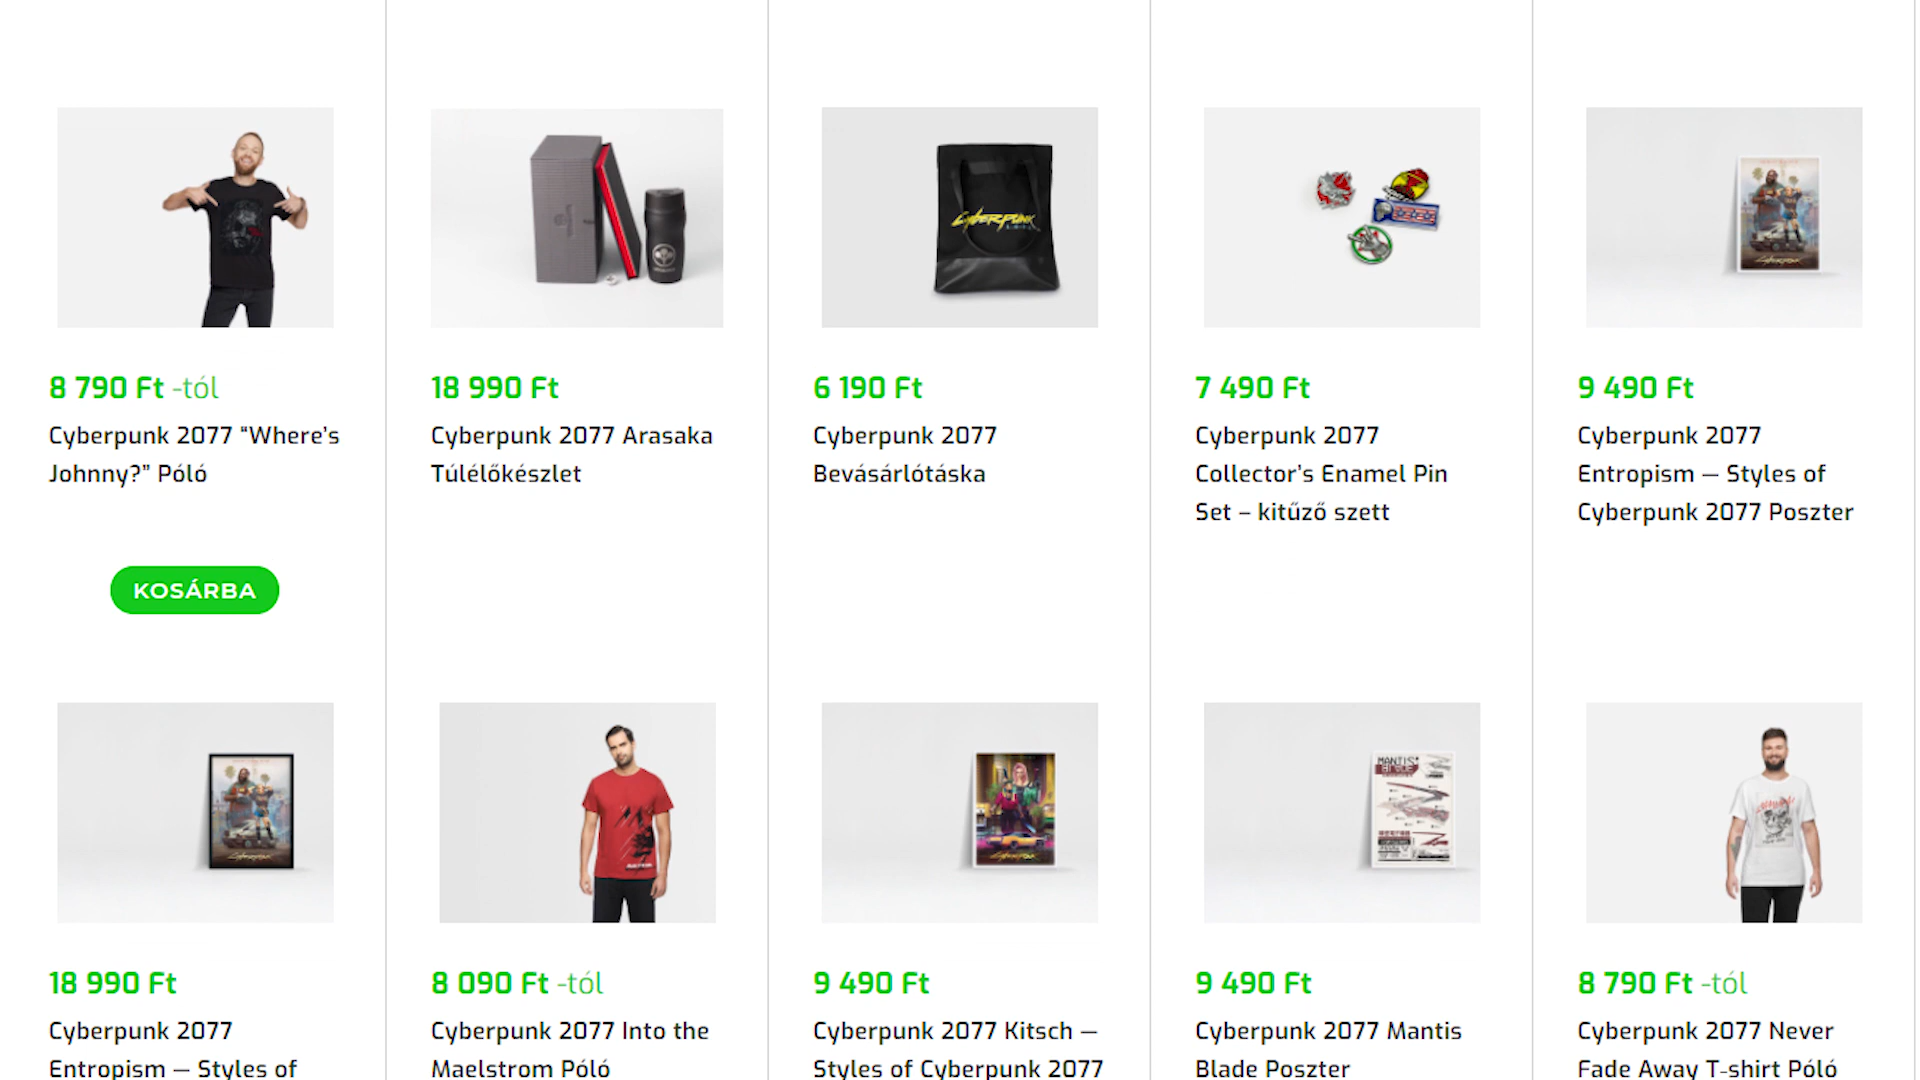 CYBERPUNK
MANTIS
BLADE
8 790 Ft -tól
18 990 Ft
6 190 Ft
7 490 Ft
9 490 Ft
Cyberpunk 2077 “Where’s
Johnny?” Póló
Cyberpunk 2077 Arasaka
Túlélőkészlet
Cyberpunk 2077
Bevásárlótáska
Cyberpunk 2077
Collector’s Enamel Pin
Set – kitűző szett
Cyberpunk 2077
Entropism — Styles of
Cyberpunk 2077 Poszter
KOSÁRBA
18 990 Ft
8 090 Ft -tól
9 490 Ft
9 490 Ft
8 790 Ft -tól
Cyberpunk 2077
Entropism — Styles of
Cyberpunk 2077 Into the
Maelstrom Póló
Cyberpunk 2077 Kitsch —
Styles of Cyberpunk 2077
Cyberpunk 2077 Mantis
Blade Poszter
Cyberpunk 2077 Never
Fade Away T-shirt Póló